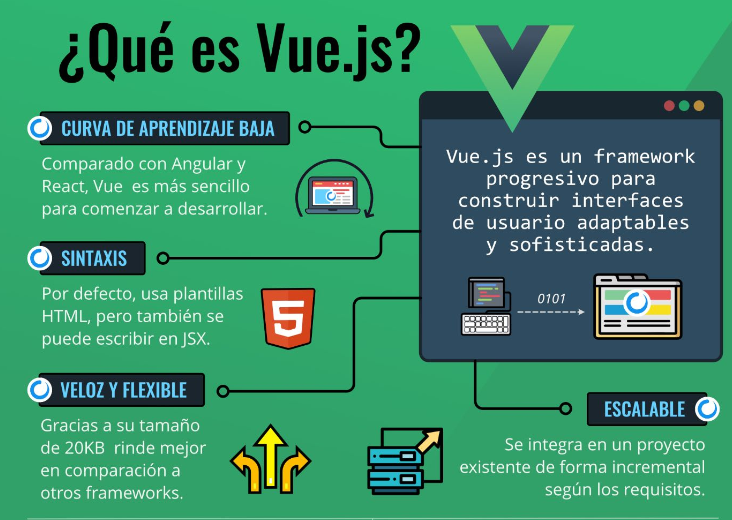 ¿Qué es Vue.js?
CURVA DE APRENDIZAJE BAJA
Comparado con Angular y
React, Vue es más sencillo
para comenzar a desarrollar.
Vue.js es un framework
progresivo para
construir interfaces
de usuario adaptables
y sofisticadas.
0101
SINTAXIS
Por defecto, usa plantillas
HTML, pero también se
puede escribir en JSX.
5
VELOZ Y FLEXIBLE
Gracias a su tamaño
de 20KB rinde mejor
en comparación a
otros frameworks.
ESCALABLE
Se integra en un proyecto
existente de forma incremental
según los requisitos.